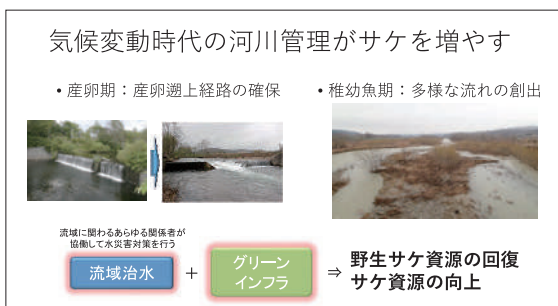 気候変動時代の河川管理がサケを増やす
• 産卵期：産卵遡上経路の確保
• 稚幼魚期：多様な流れの創出
流域に関わるあらゆる関係者が
協働して水災害対策を行う
流域治水
+
グリーン
インフラ
⇒ 野生サケ資源の回復
サケ資源の向上